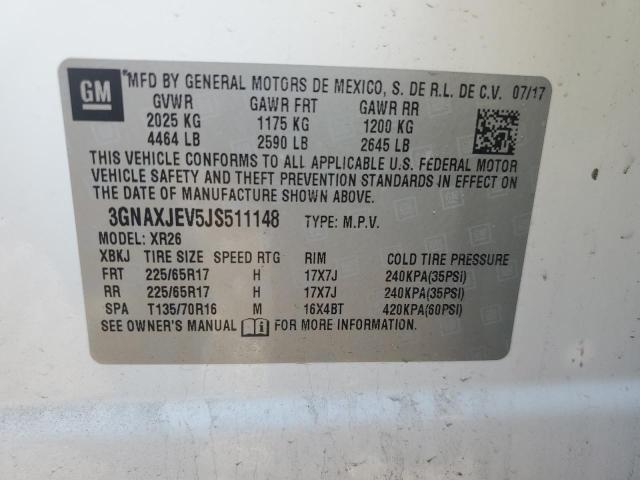 GM
*MFD BY GENERAL MOTORS DE MEXICO, S. DE R.L. DE C.V. 07/17
GVWR GAWR FRT GAWR RR
2025 KG 1175 KG 1200 KG
4464 LB 2590 LB 2645 LB
THIS VEHICLE CONFORMS TO ALL APPLICABLE U.S. FEDERAL MOTOR
VEHICLE SAFETY AND THEFT PREVENTION STANDARDS IN EFFECT ON
THE DATE OF MANUFACTURE SHOWN ABOVE.
3GNAXJEV5JS511148 TYPE: M.P.V.
MODEL: XR26
XBKJ TIRE SIZE SPEED RTG RIM COLD TIRE PRESSURE
FRT 225/65R17 H 17X7J 240KPA(35PSI)
RR 225/65R17 H 17X7J 240KPA(35PSI)
SPA T135/70R16 M 16X4BT 420KPA(60PSI)
SEE OWNER'S MANUAL FOR MORE INFORMATION.